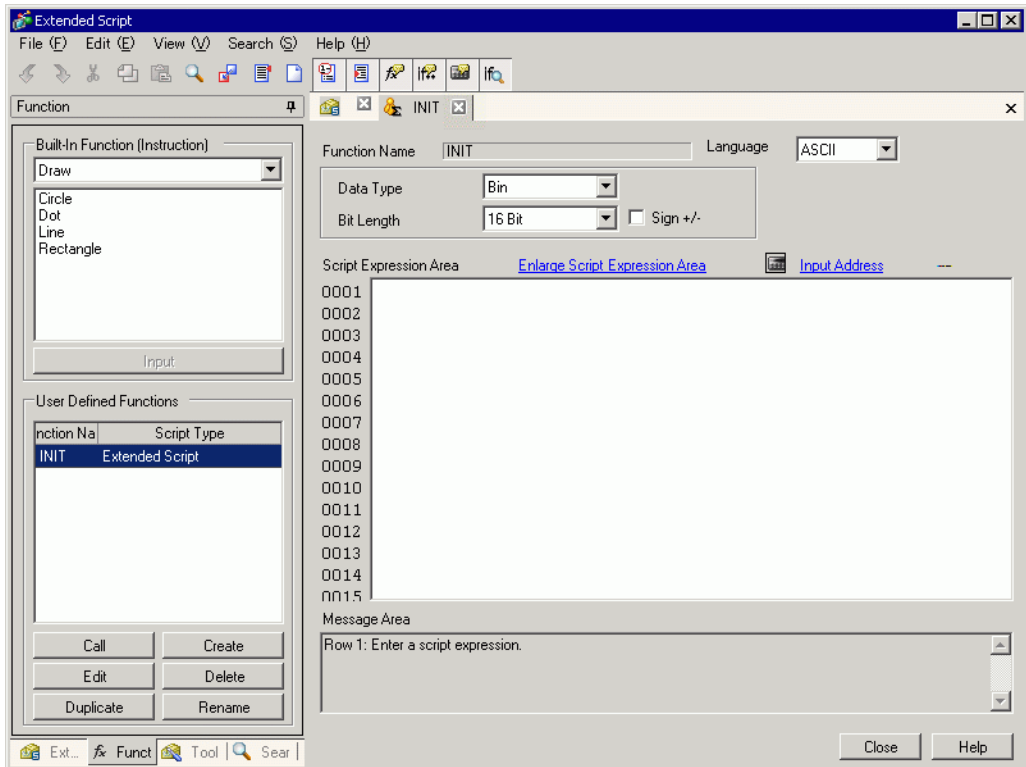 Extended Script
File (F) Edit (E) View (V) Search (S) Help (H)
Function
INIT
Built-In Function (Instruction)
Draw
Circle
Dot
Line
Rectangle
Input
User Defined Functions
nction Na Script Type
INIT Extended Script
Call Create
Edit Delete
Duplicate Rename
Ext... fx Funct Tool Sear
Function Name INIT Language ASCII
Data Type Bin
Bit Length 16 Bit Sign +/-
Script Expression Area Enlarge Script Expression Area Input Address ---
0001
0002
0003
0004
0005
0006
0007
0008
0009
0010
0011
0012
0013
0014
0015
Message Area
Row 1: Enter a script expression.
Close Help